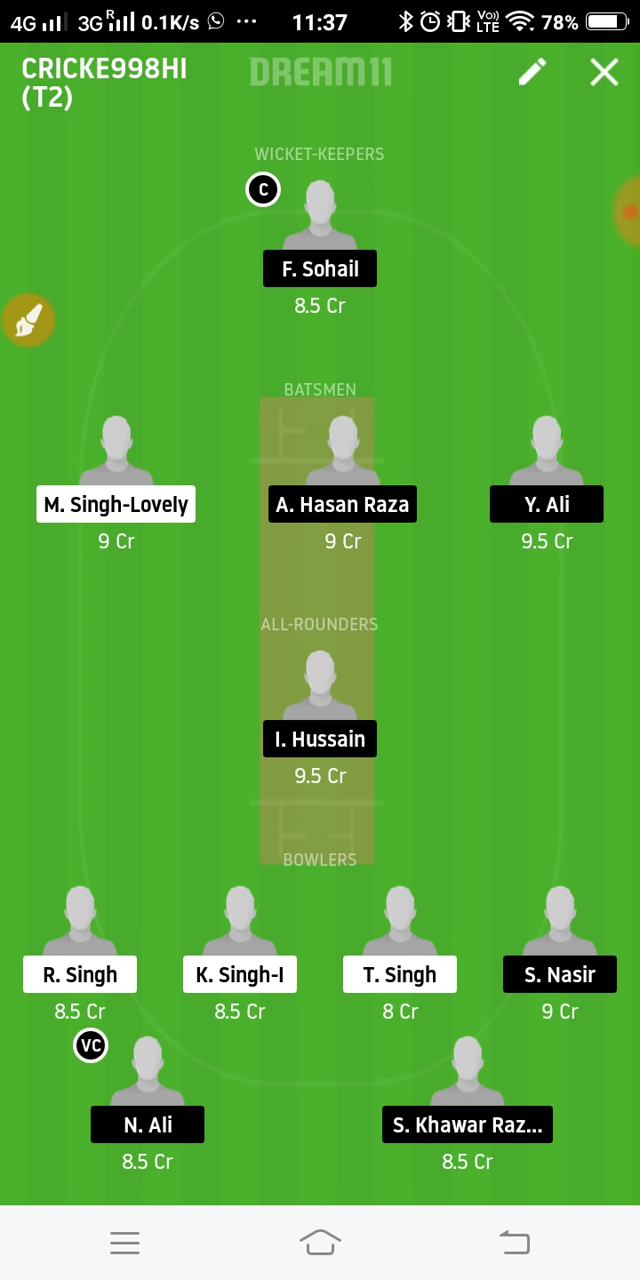 4G 3G R 0.1K/s ... 11:37 Vo) LTE 78%
CRICKE998HI
(T2)
DREAM11
WICKET-KEEPERS
C
F. Sohail
8.5 Cr
BATSMEN
M. Singh-Lovely A. Hasan Raza Y. Ali
9 Cr 9 Cr 9.5 Cr
ALL-ROUNDERS
I. Hussain
9.5 Cr
BOWLERS
R. Singh K. Singh-I T. Singh S. Nasir
8.5 Cr 8.5 Cr 8 Cr 9 Cr
VC
N. Ali S. Khawar Raz...
8.5 Cr 8.5 Cr